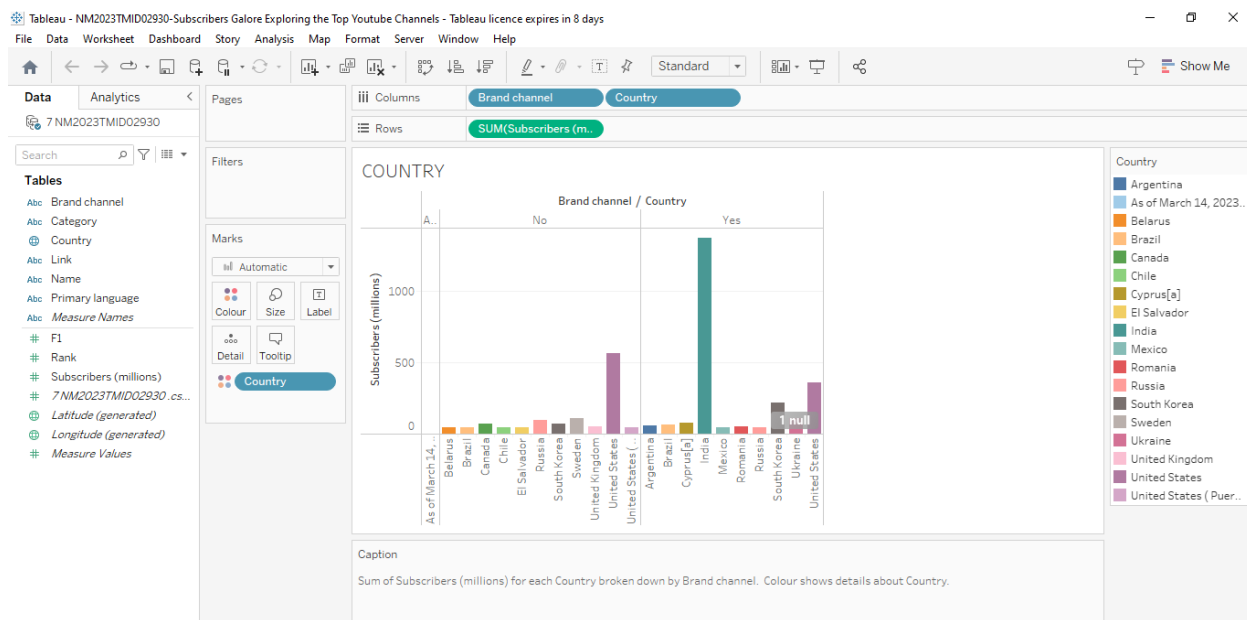 Tableau - NM2023TMID02930-Subscribers Galore Exploring the Top Youtube Channels - Tableau licence expires in 8 days
File Data Worksheet Dashboard Story Analysis Map Format Server Window Help
Standard
Show Me
Data Analytics
7 NM2023TMID02930
Search
Tables
Abc Brand channel
Abc Category
Country
Abc Link
Abc Name
Abc Primary language
Abc Measure Names
# F1
# Rank
# Subscribers (millions)
# 7 NM2023TMID02930 .cs...
Latitude (generated)
Longitude (generated)
# Measure Values
Pages
Filters
Marks
Automatic
Colour Size Label
Detail Tooltip
Country
Columns Brand channel Country
Rows SUM(Subscribers (m..
COUNTRY
Brand channel / Country
A.. No Yes
Subscribers (millions)
1000
500
0
1 null
As of March 14, ..
Belarus
Brazil
Canada
Chile
El Salvador
Russia
South Korea
Sweden
United Kingdom
United States
United States ( ..
Argentina
Brazil
Cyprus[a]
India
Mexico
Romania
Russia
South Korea
Ukraine
United States
Country
Argentina
As of March 14, 2023..
Belarus
Brazil
Canada
Chile
Cyprus[a]
El Salvador
India
Mexico
Romania
Russia
South Korea
Sweden
Ukraine
United Kingdom
United States
United States ( Puer..
Caption
Sum of Subscribers (millions) for each Country broken down by Brand channel. Colour shows details about Country.